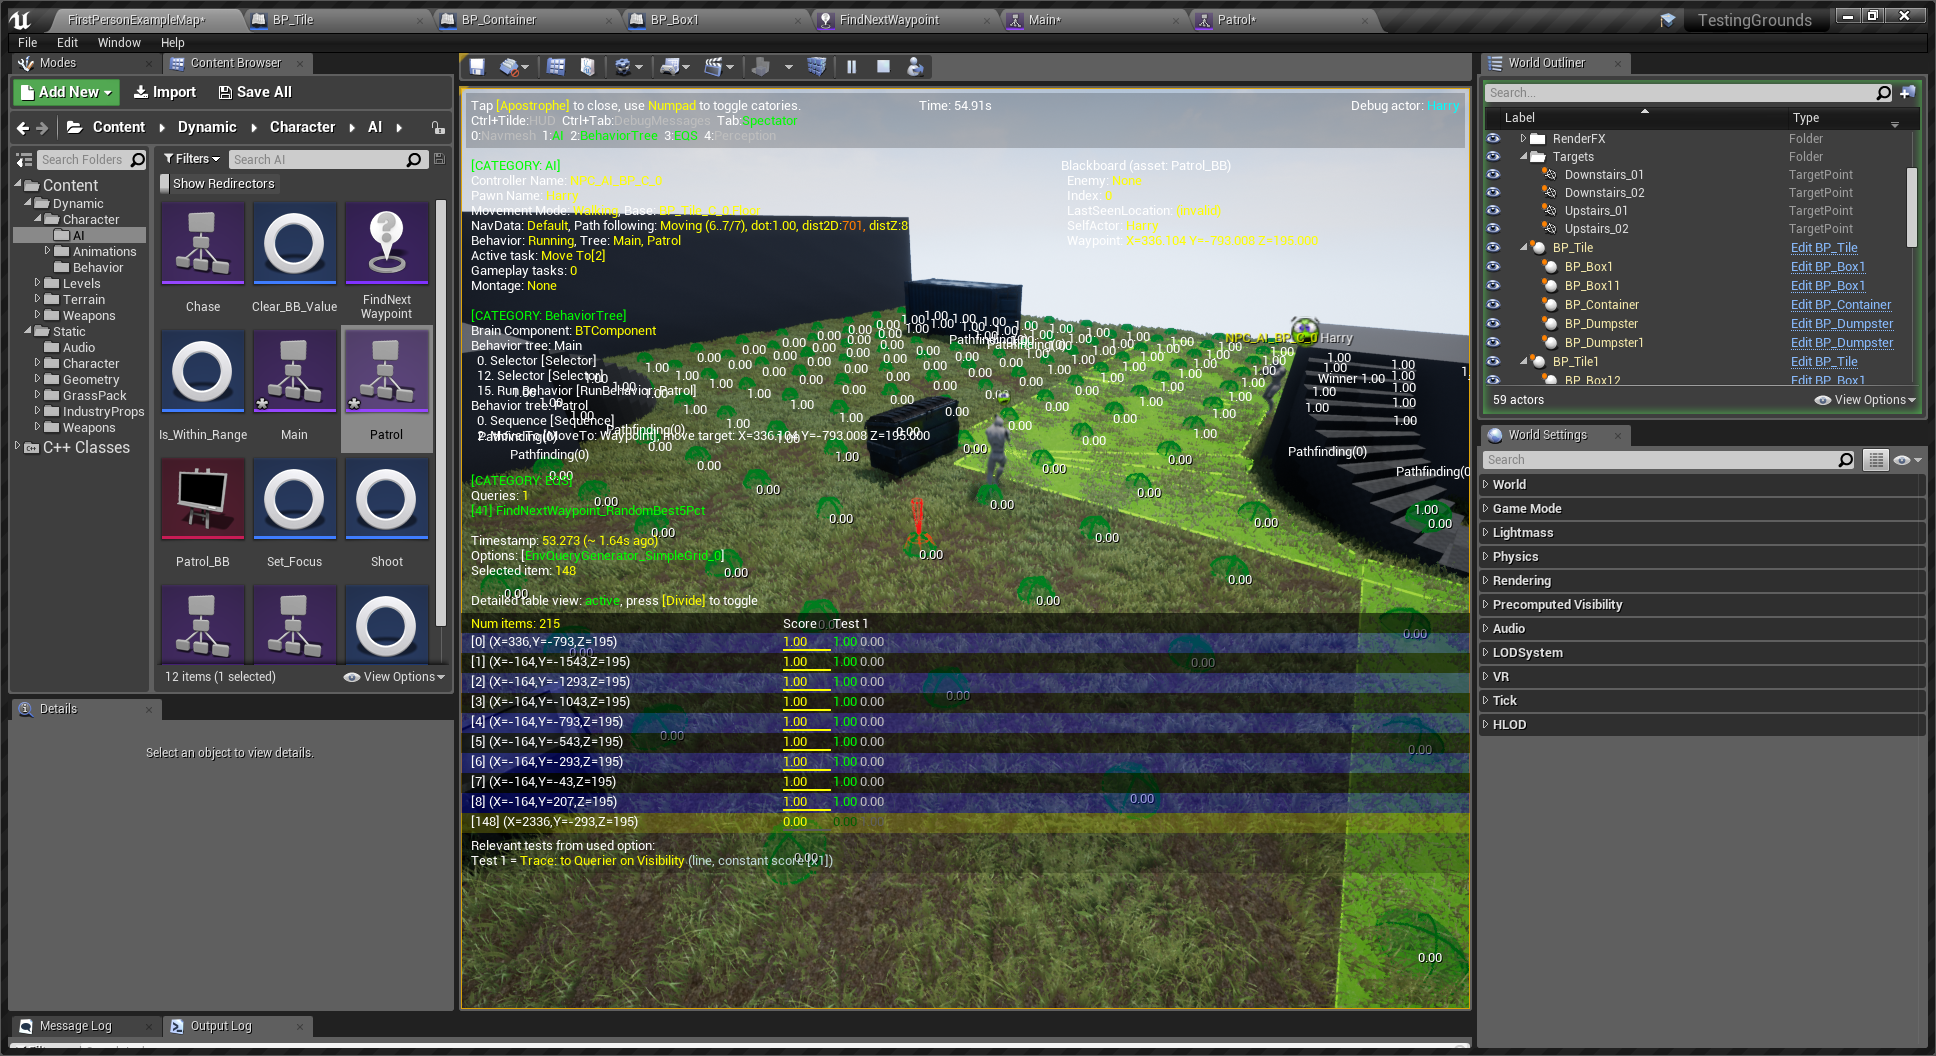 FirstPersonExampleMap*
BP_Tile
BP_Container
BP_Box1
FindNextWaypoint
Main*
Patrol*
TestingGrounds
File Edit Window Help
Modes
Content Browser
Add New
Import
Save All
Content Dynamic Character AI
Search Folders
Filters
Search AI
Show Redirectors
Content
Dynamic
Character
AI
Animations
Behavior
Levels
Terrain
Weapons
Static
Audio
Character
Geometry
GrassPack
IndustryProps
Weapons
C++ Classes
Chase
Clear_BB_Value
FindNext
Waypoint
Is_Within_Range
Main
Patrol
Patrol_BB
Set_Focus
Shoot
12 items (1 selected)
View Options
Details
Select an object to view details.
Message Log
Output Log
Tap [Apostrophe] to close, use Numpad to toggle catories.
Time: 54.91s
Debug actor: Harry
Ctrl+Tilde:HUD Ctrl+Tab:DebugMessages Tab:Spectator
0:Navmesh 1:AI 2:BehaviorTree 3:EQS 4:Perception
[CATEGORY: AI]
Controller Name: NPC_AI_BP_C_0
Pawn Name: Harry
Movement Mode: Walking, Base: BP_Tile_C_0.Floor
NavData: Default, Path following: Moving (6..7/7), dot:1.00, dist2D:701, distZ:8
Behavior: Running, Tree: Main, Patrol
Active task: Move To[2]
Gameplay tasks: 0
Montage: None
Blackboard (asset: Patrol_BB)
Enemy: None
Index: 0
LastSeenLocation: (invalid)
SelfActor: Harry
Waypoint: X=336.104 Y=-793.008 Z=195.000
[CATEGORY: BehaviorTree]
Brain Component: BTComponent
Behavior tree: Main
0. Selector [Selector]
12. Selector [Selector]
15. Run Behavior [RunBehavior: Patrol]
Behavior tree: Patrol
0. Sequence [Sequence]
2. Move To [MoveTo: Waypoint], move target: X=336.104 Y=-793.008 Z=195.000
NPC_AI_BP_C_0 Harry
Winner 1.00
Pathfinding(0)
Pathfinding(0)
Pathfinding(0)
Pathfinding(0)
Pathfinding(0)
[CATEGORY: EQS]
Queries: 1
[41] FindNextWaypoint_RandomBest5Pct
Timestamp: 53.273 (~ 1.64s ago)
Options: [EnvQueryGenerator_SimpleGrid_0]
Selected item: 148
Detailed table view: active, press [Divide] to toggle
Num items: 215 Score Test 1
[0] (X=336,Y=-793,Z=195) 1.00 1.00 0.00
[1] (X=-164,Y=-1543,Z=195) 1.00 1.00 0.00
[2] (X=-164,Y=-1293,Z=195) 1.00 1.00 0.00
[3] (X=-164,Y=-1043,Z=195) 1.00 1.00 0.00
[4] (X=-164,Y=-793,Z=195) 1.00 1.00 0.00
[5] (X=-164,Y=-543,Z=195) 1.00 1.00 0.00
[6] (X=-164,Y=-293,Z=195) 1.00 1.00 0.00
[7] (X=-164,Y=-43,Z=195) 1.00 1.00 0.00
[8] (X=-164,Y=207,Z=195) 1.00 1.00 0.00
[148] (X=2336,Y=-293,Z=195) 0.00 0.00
Relevant tests from used option:
Test 1 = Trace: to Querier on Visibility (line, constant score [x1])
World Outliner
Search...
Label Type
RenderFX Folder
Targets Folder
Downstairs_01 TargetPoint
Downstairs_02 TargetPoint
Upstairs_01 TargetPoint
Upstairs_02 TargetPoint
BP_Tile Edit BP_Tile
BP_Box1 Edit BP_Box1
BP_Box11 Edit BP_Box1
BP_Container Edit BP_Container
BP_Dumpster Edit BP_Dumpster
BP_Dumpster1 Edit BP_Dumpster
BP_Tile1 Edit BP_Tile
BP_Box12 Edit BP_Box1
59 actors
View Options
World Settings
Search
World
Game Mode
Lightmass
Physics
Rendering
Precomputed Visibility
Audio
LODSystem
VR
Tick
HLOD